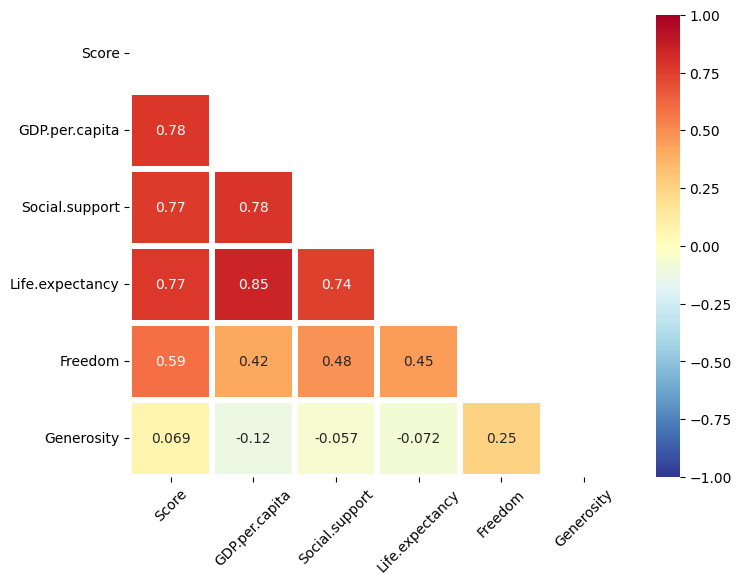 Score
GDP.per.capita
0.78
Social.support
0.77 0.78
Life.expectancy
0.77 0.85 0.74
Freedom
0.59 0.42 0.48 0.45
Generosity
0.069 -0.12 -0.057 -0.072 0.25
Score
GDP.per.capita
Social.support
Life.expectancy
Freedom
Generosity
1.00
0.75
0.50
0.25
0.00
−0.25
−0.50
−0.75
−1.00